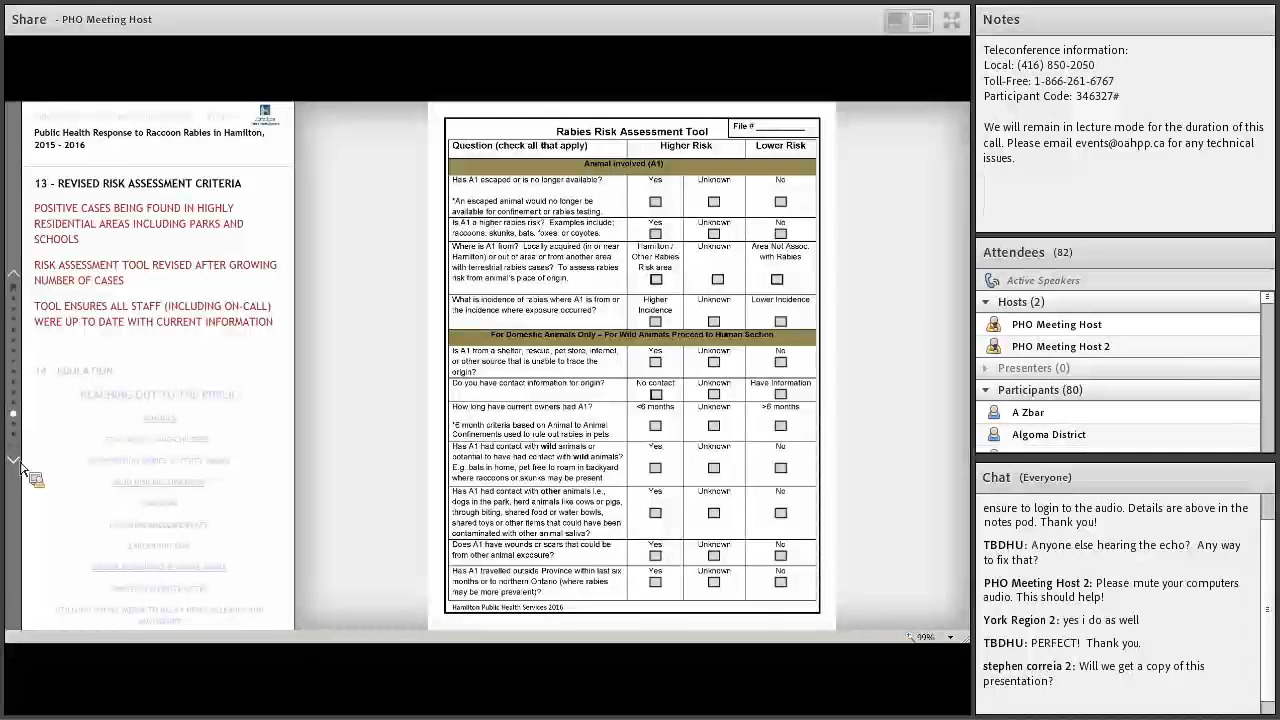 Share - PHO Meeting Host
Public Health Response to Raccoon Rabies in Hamilton,
2015 - 2016
13 - REVISED RISK ASSESSMENT CRITERIA
POSITIVE CASES BEING FOUND IN HIGHLY
RESIDENTIAL AREAS INCLUDING PARKS AND
SCHOOLS
RISK ASSESSMENT TOOL REVISED AFTER GROWING
NUMBER OF CASES
TOOL ENSURES ALL STAFF (INCLUDING ON-CALL)
WERE UP TO DATE WITH CURRENT INFORMATION
14 EDUCATION
REACHING OUT TO THE PUBLIC
SCHOOLS
Rabies Risk Assessment Tool
File # ________
Question (check all that apply) Higher Risk Lower Risk
Animal involved (A1)
Has A1 escaped or is no longer available? Yes Unknown No
*An escaped animal would no longer be
available for confinement or rabies testing.
Is A1 a higher rabies risk? Examples include; Yes Unknown No
raccoons, skunks, bats, foxes, or coyotes.
Where is A1 from? Locally acquired (in or near Hamilton / Unknown Area Not Assoc.
Hamilton) or out of area or from another area Other Rabies with Rabies
with terrestrial rabies cases? To assess rabies Risk area
risk from animal's place of origin.
What is incidence of rabies where A1 is from or Higher Unknown Lower Incidence
the incidence where exposure occurred? Incidence
For Domestic Animals Only – For Wild Animals Proceed to Human Section
Is A1 from a shelter, rescue, pet store, internet, Yes Unknown No
or other source that is unable to trace the
origin?
Do you have contact information for origin? No contact Unknown Have Information
How long have current owners had A1? <6 months Unknown >6 months
*6 month criteria based on Animal to Animal
Confinements used to rule out rabies in pets
Has A1 had contact with wild animals or Yes Unknown No
potential to have had contact with wild animals?
E.g. bats in home, pet free to roam in backyard
where raccoons or skunks may be present
Has A1 had contact with other animals i.e., Yes Unknown No
dogs in the park, herd animals like cows or pigs,
through biting, shared food or water bowls,
shared toys or other items that could have been
contaminated with other animal saliva?
Does A1 have wounds or scars that could be Yes Unknown No
from other animal exposure?
Has A1 travelled outside Province within last six Yes Unknown No
months or to northern Ontario (where rabies
may be more prevalent)?
Hamilton Public Health Services 2016
99%
Notes
Teleconference information:
Local: (416) 850-2050
Toll-Free: 1-866-261-6767
Participant Code: 346327#
We will remain in lecture mode for the duration of this
call. Please email events@oahpp.ca for any technical
issues.
Attendees (82)
Active Speakers
Hosts (2)
PHO Meeting Host
PHO Meeting Host 2
Presenters (0)
Participants (80)
A Zbar
Algoma District
Chat (Everyone)
ensure to login to the audio. Details are above in the
notes pod. Thank you!
TBDHU: Anyone else hearing the echo? Any way
to fix that?
PHO Meeting Host 2: Please mute your computers
audio. This should help!
York Region 2: yes i do as well
TBDHU: PERFECT! Thank you.
stephen correia 2: Will we get a copy of this
presentation?